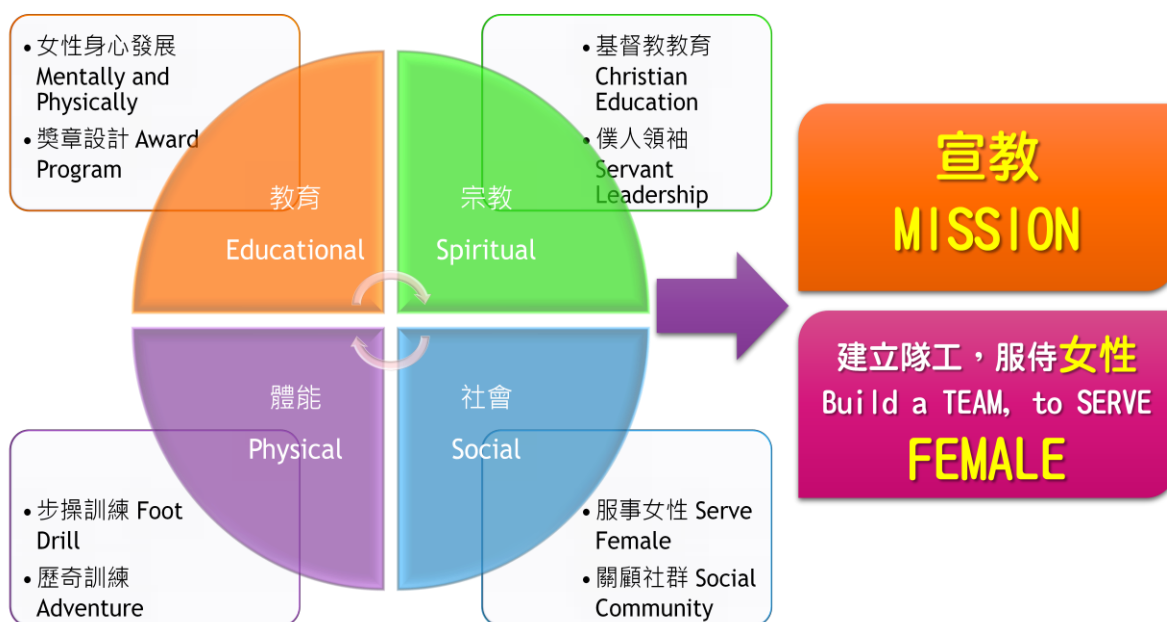 • 女性身心發展
Mentally and
Physically
• 獎章設計 Award
Program
• 基督教教育
Christian
Education
• 僕人領袖
Servant
Leadership
教育
Educational
宗教
Spiritual
體能
Physical
社會
Social
• 步操訓練 Foot
Drill
• 歷奇訓練
Adventure
• 服事女性 Serve
Female
• 關顧社群 Social
Community
宣教
MISSION
建立隊工，服侍女性
Build a TEAM, to SERVE
FEMALE